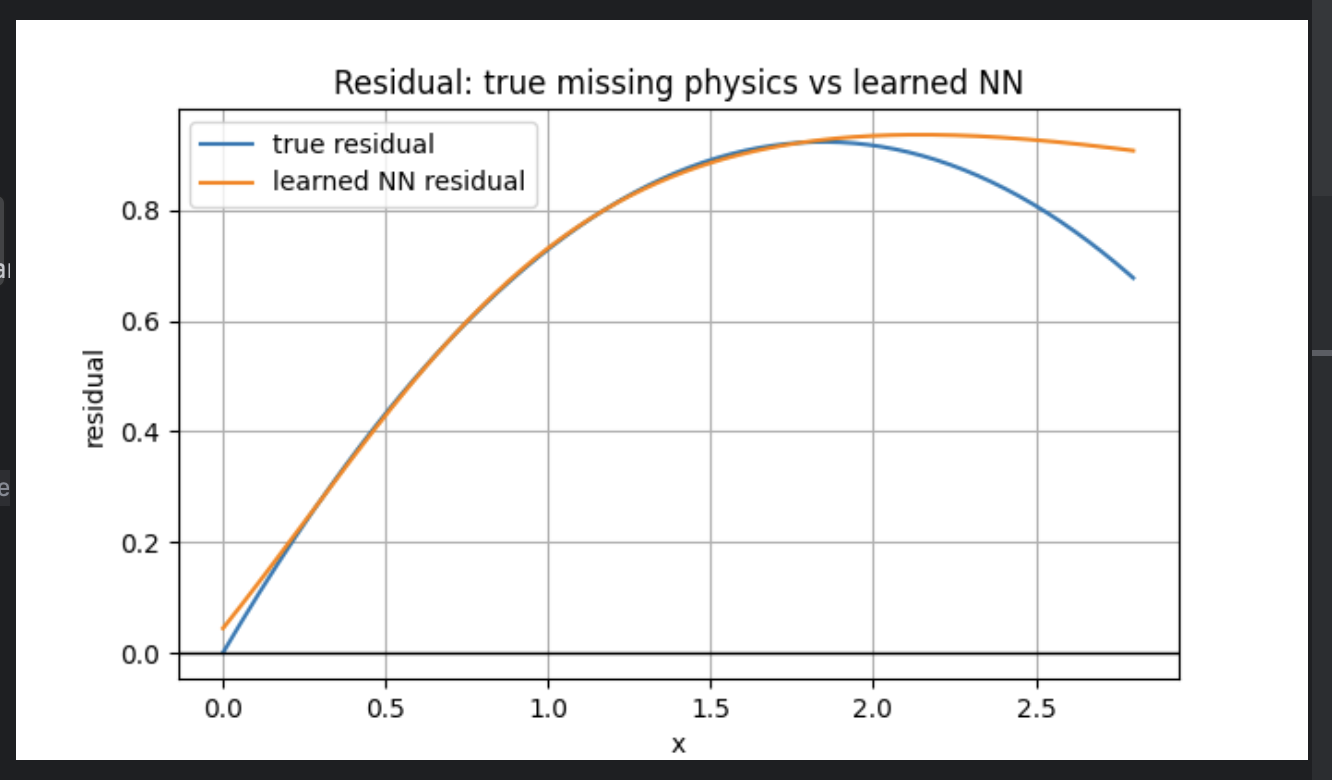 Residual: true missing physics vs learned NN
true residual
learned NN residual
residual
0.8
0.6
0.4
0.2
0.0
0.0 0.5 1.0 1.5 2.0 2.5
x